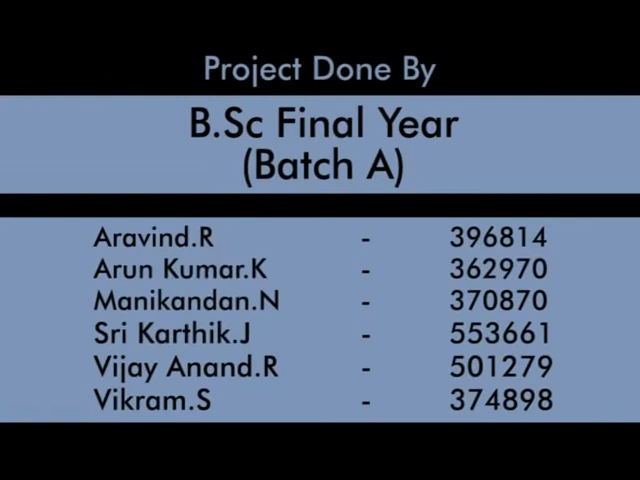 Project Done By
B.Sc Final Year
(Batch A)
Aravind.R - 396814
Arun Kumar.K - 362970
Manikandan.N - 370870
Sri Karthik.J - 553661
Vijay Anand.R - 501279
Vikram.S - 374898